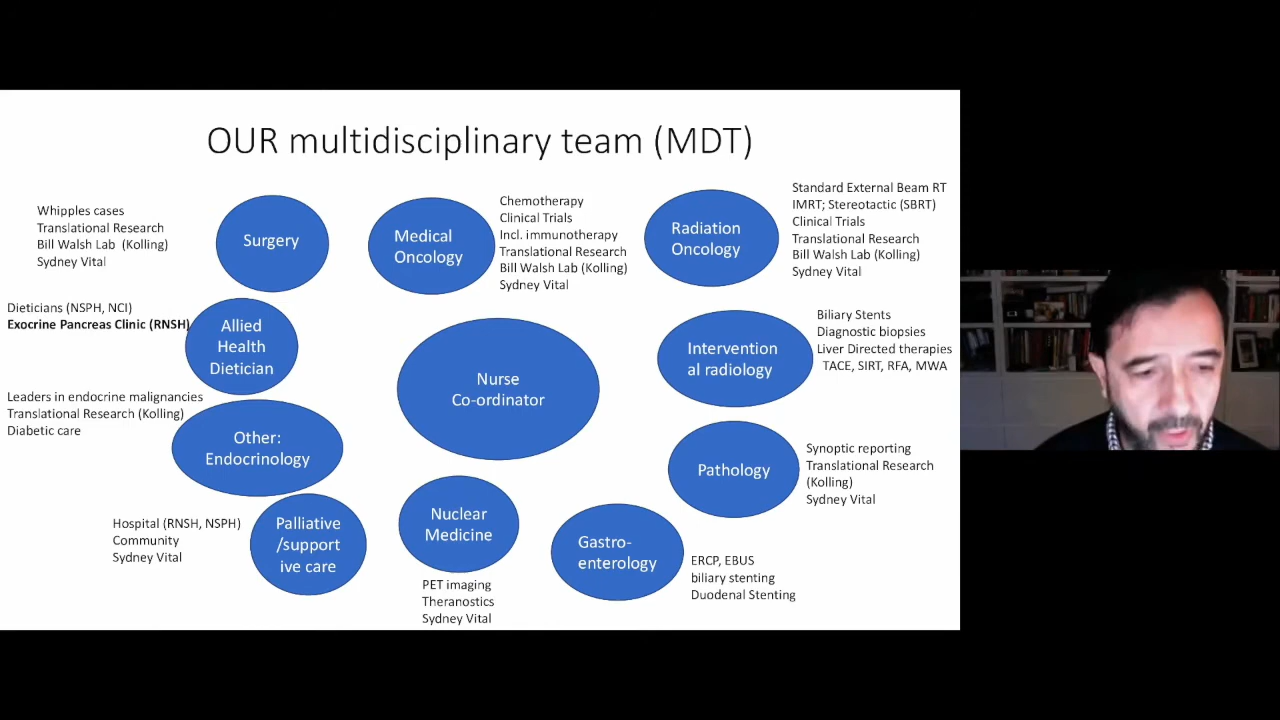 OUR multidisciplinary team (MDT)
Whipples cases
Translational Research
Bill Walsh Lab (Kolling)
Sydney Vital
Surgery
Medical
Oncology
Chemotherapy
Clinical Trials
Incl. immunotherapy
Translational Research
Bill Walsh Lab (Kolling)
Sydney Vital
Radiation
Oncology
Standard External Beam RT
IMRT; Stereotactic (SBRT)
Clinical Trials
Translational Research
Bill Walsh Lab (Kolling)
Sydney Vital
Dieticians (NSPH, NCI)
Exocrine Pancreas Clinic (RNSH)
Allied
Health
Dietician
Nurse
Co-ordinator
Intervention
al radiology
Biliary Stents
Diagnostic biopsies
Liver Directed therapies
TACE, SIRT, RFA, MWA
Leaders in endocrine malignancies
Translational Research (Kolling)
Diabetic care
Other:
Endocrinology
Pathology
Synoptic reporting
Translational Research
(Kolling)
Sydney Vital
Hospital (RNSH, NSPH)
Community
Sydney Vital
Palliative
/support
ive care
Nuclear
Medicine
PET imaging
Theranostics
Sydney Vital
Gastro-
enterology
ERCP, EBUS
biliary stenting
Duodenal Stenting